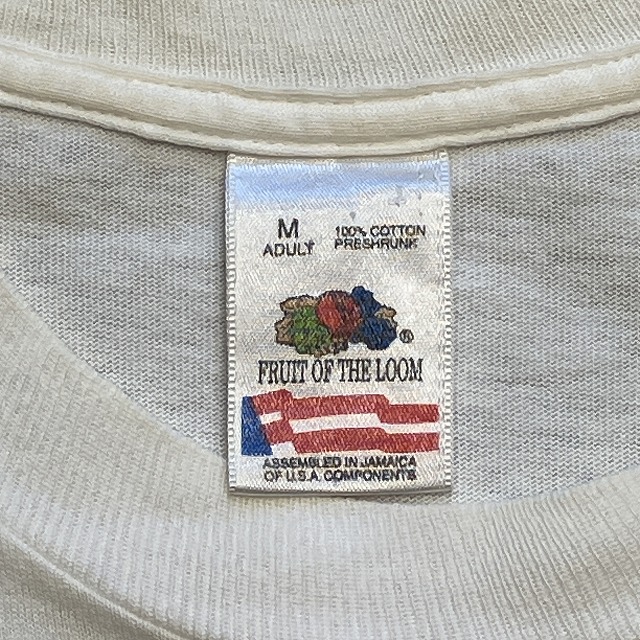 M
ADULT
100% COTTON
PRESHRUNK
®
FRUIT OF THE LOOM
ASSEMBLED IN JAMAICA
OF U.S.A. COMPONENTS